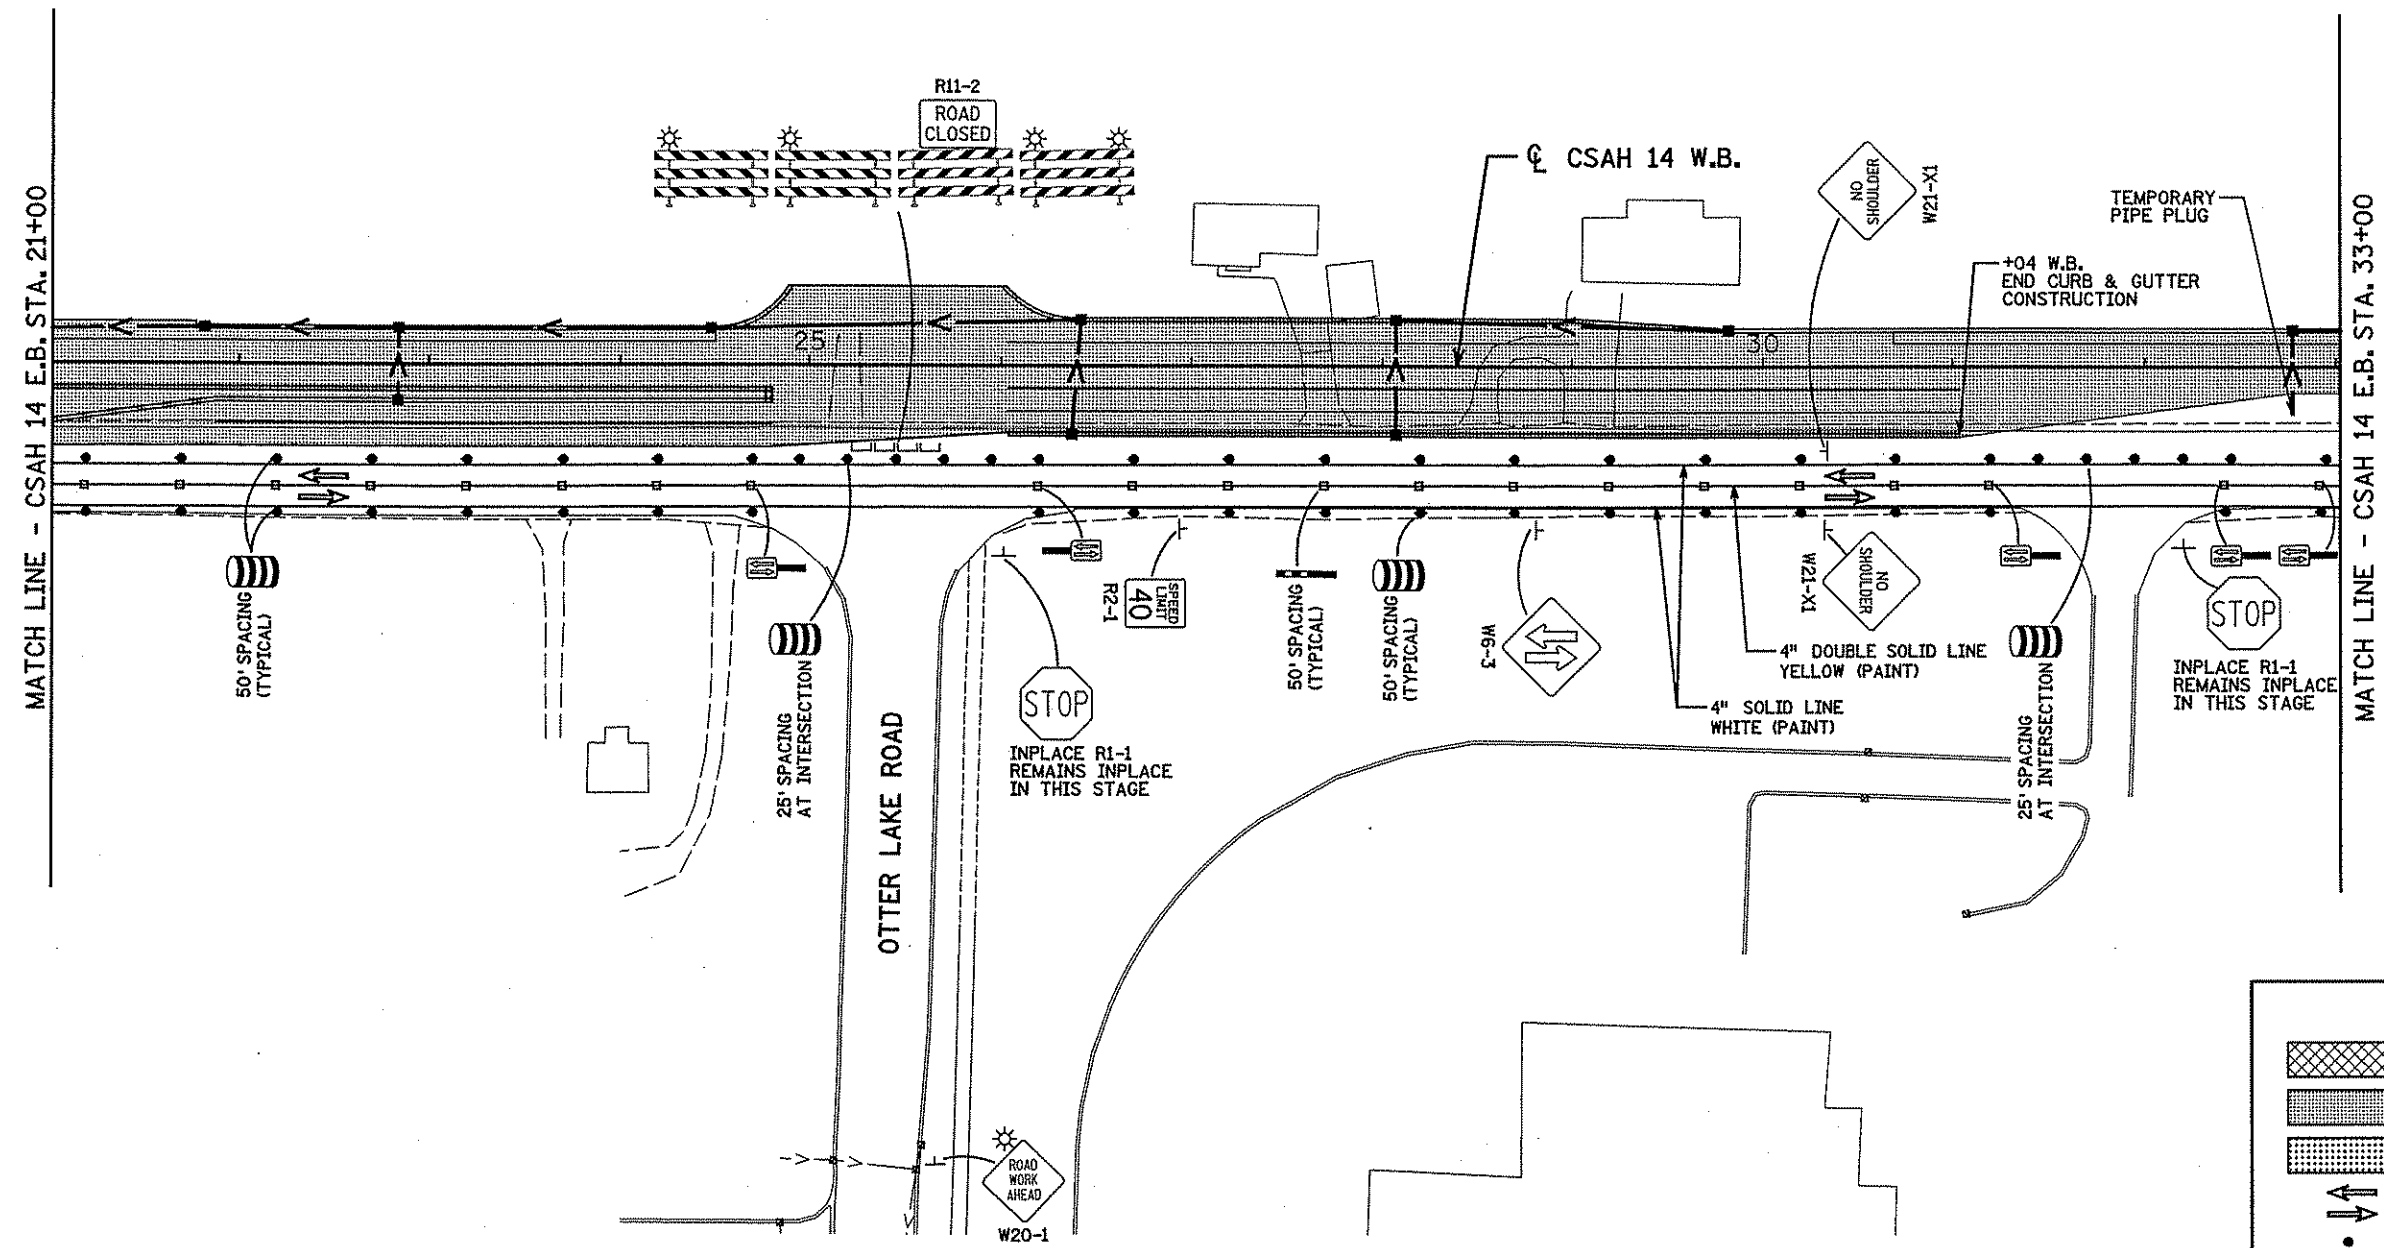 R11-2
ROAD
CLOSED
℄ CSAH 14 W.B.
NO
SHOULDER
W21-X1
TEMPORARY
PIPE PLUG
+04 W.B.
END CURB & GUTTER
CONSTRUCTION
MATCH LINE - CSAH 14 E.B. STA. 21+00
MATCH LINE - CSAH 14 E.B. STA. 33+00
25
30
50' SPACING
(TYPICAL)
25' SPACING
AT INTERSECTION
OTTER LAKE ROAD
STOP
INPLACE R1-1
REMAINS INPLACE
IN THIS STAGE
SPEED
LIMIT
40
R2-1
50' SPACING
(TYPICAL)
50' SPACING
(TYPICAL)
W6-3
W21-X1
NO
SHOULDER
4" DOUBLE SOLID LINE
YELLOW (PAINT)
4" SOLID LINE
WHITE (PAINT)
25' SPACING
AT INTERSECTION
STOP
INPLACE R1-1
REMAINS INPLACE
IN THIS STAGE
ROAD
WORK
AHEAD
W20-1